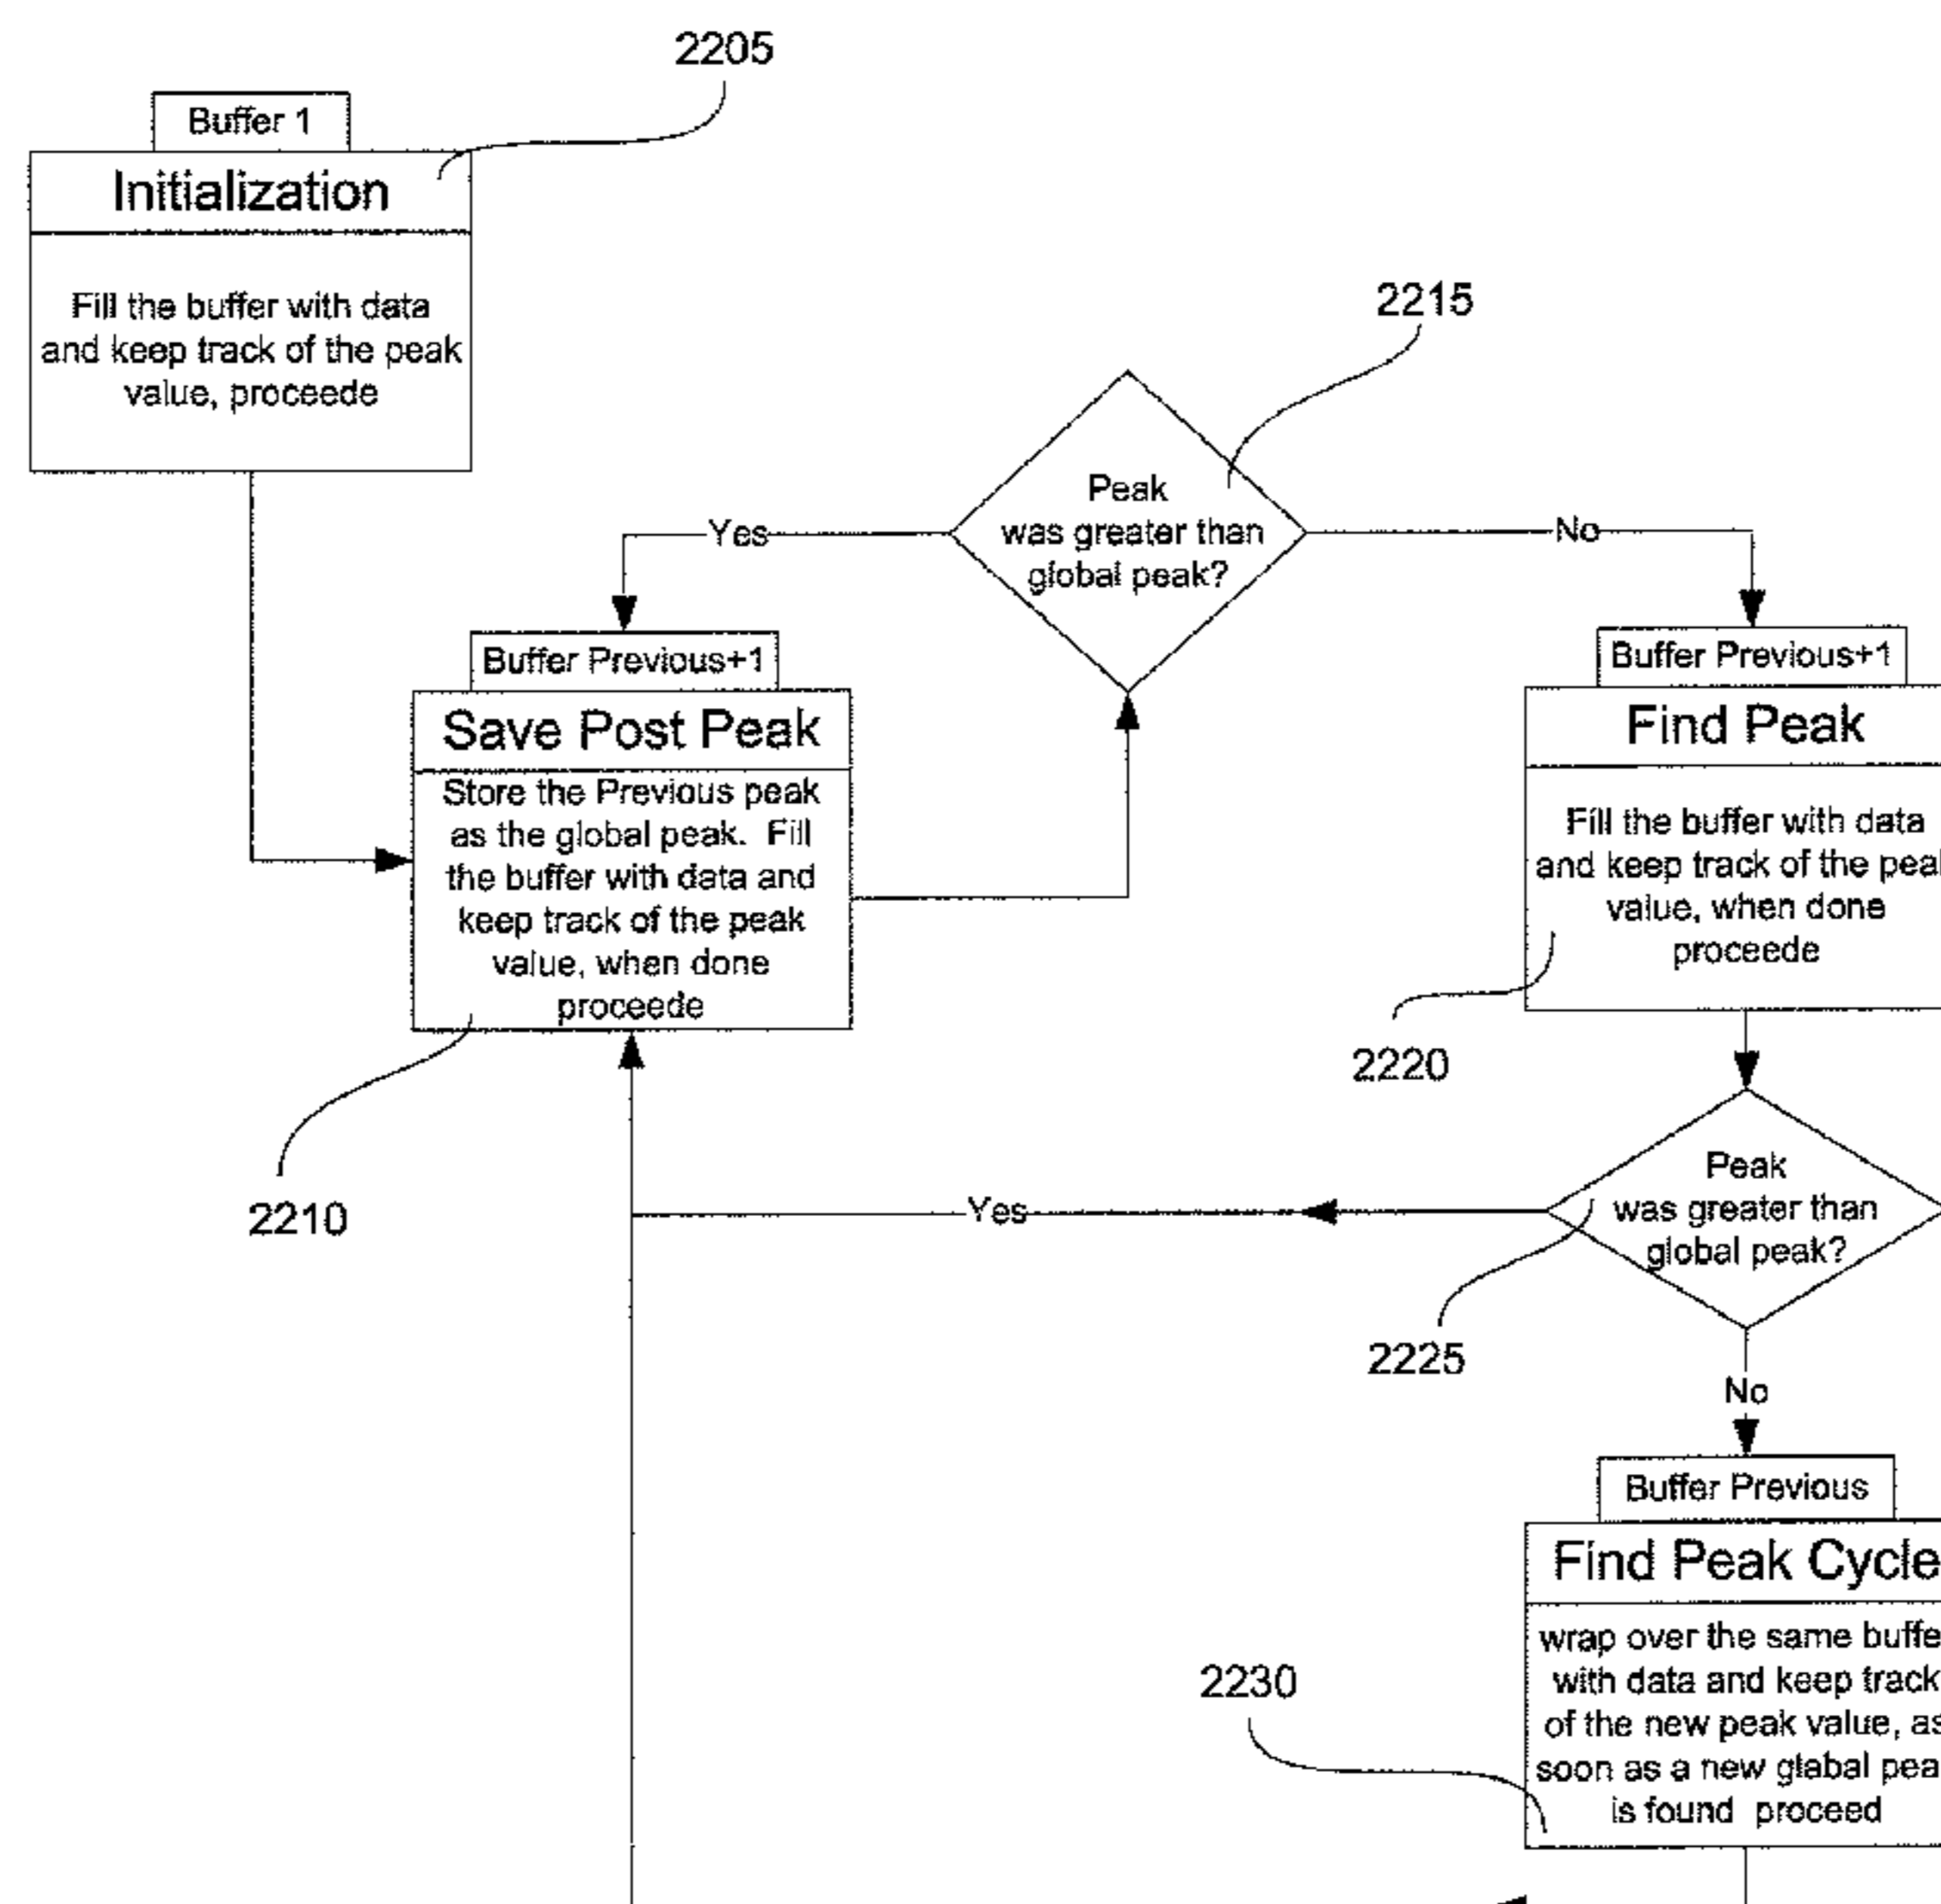 2205
Buffer 1
Initialization
Fill the buffer with data
and keep track of the peak
value, proceede
2215
Peak
was greater than
global peak?
Yes
No
Buffer Previous+1
Save Post Peak
Store the Previous peak
as the global peak. Fill
the buffer with data and
keep track of the peak
value, when done
proceede
2210
Buffer Previous+1
Find Peak
Fill the buffer with data
and keep track of the peak
value, when done
proceede
2220
Peak
was greater than
global peak?
Yes
2225
No
Buffer Previous
Find Peak Cycle
wrap over the same buffe
with data and keep track
of the new peak value, as
soon as a new glabal pea
is found proceed
2230